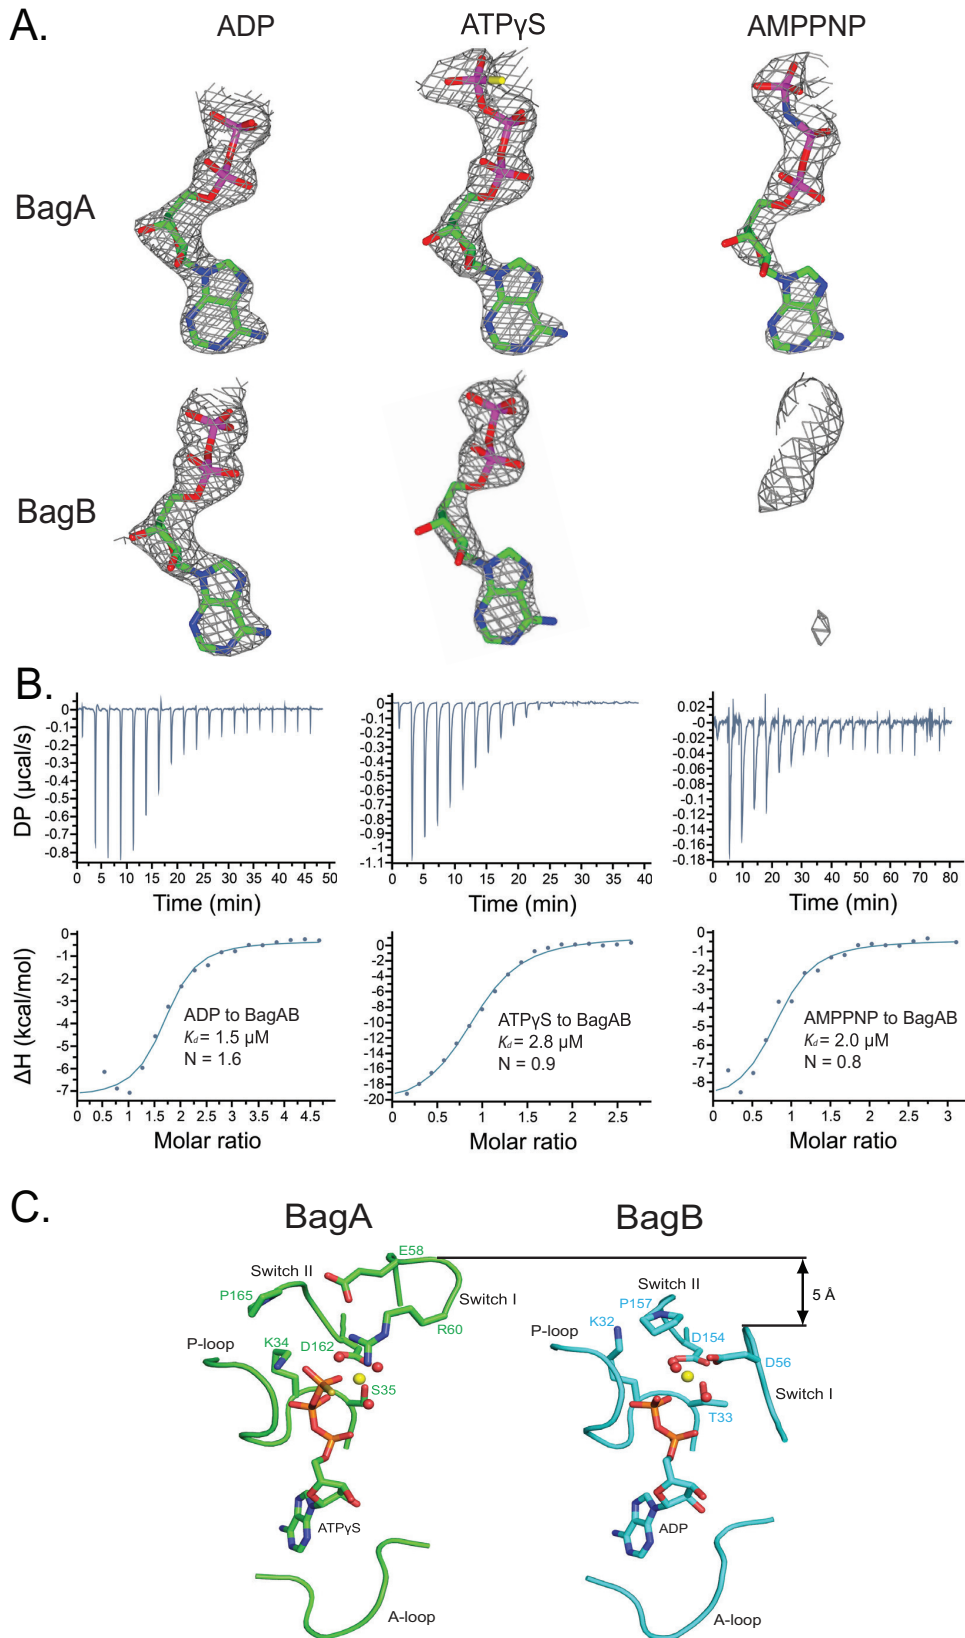 A.
ADP
ATPγS
AMPPNP
BagA
BagB
B.
DP (µcal/s)
0
-0.1
-0.2
-0.3
-0.4
-0.5
-0.6
-0.7
-0.8
0 5 10 15 20 25 30 35 40 45 50
Time (min)
0
-0.1
-0.2
-0.3
-0.4
-0.5
-0.6
-0.7
-0.8
-0.9
-1
-1.1
0 5 10 15 20 25 30 35 40
Time (min)
0.02
-0
-0.02
-0.04
-0.06
-0.08
-0.1
-0.12
-0.14
-0.16
-0.18
0 10 20 30 40 50 60 70 80
Time (min)
ΔH (kcal/mol)
0
-1
-2
-3
-4
-5
-6
-7
ADP to BagAB
Kd = 1.5 µM
N = 1.6
0 0.5 1 1.5 2 2.5 3 3.5 4 4.5
Molar ratio
0
-2
-4
-6
-8
-10
-12
-14
-16
-18
-20
ATPγS to BagAB
Kd = 2.8 µM
N = 0.9
0 0.5 1 1.5 2 2.5
Molar ratio
0
-2
-4
-6
-8
AMPPNP to BagAB
Kd = 2.0 µM
N = 0.8
0 0.5 1 1.5 2 2.5 3
Molar ratio
C.
BagA
BagB
E58
Switch II
P165
Switch I
R60
P-loop
K34
D162
S35
ATPγS
A-loop
5 Å
Switch II
P157
K32
P-loop
D154
D56
Switch I
T33
ADP
A-loop